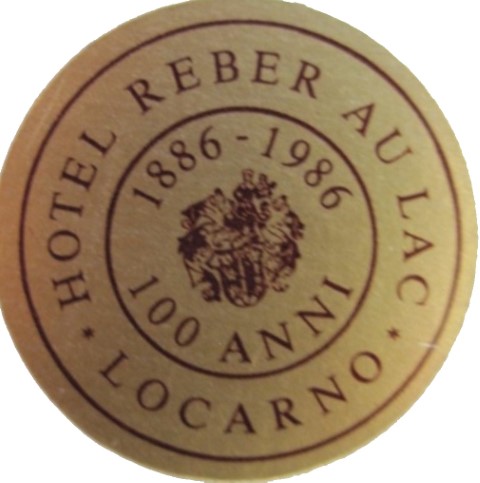 HOTEL REBER AU LAC
* LOCARNO *
1886-1986
100 ANNI